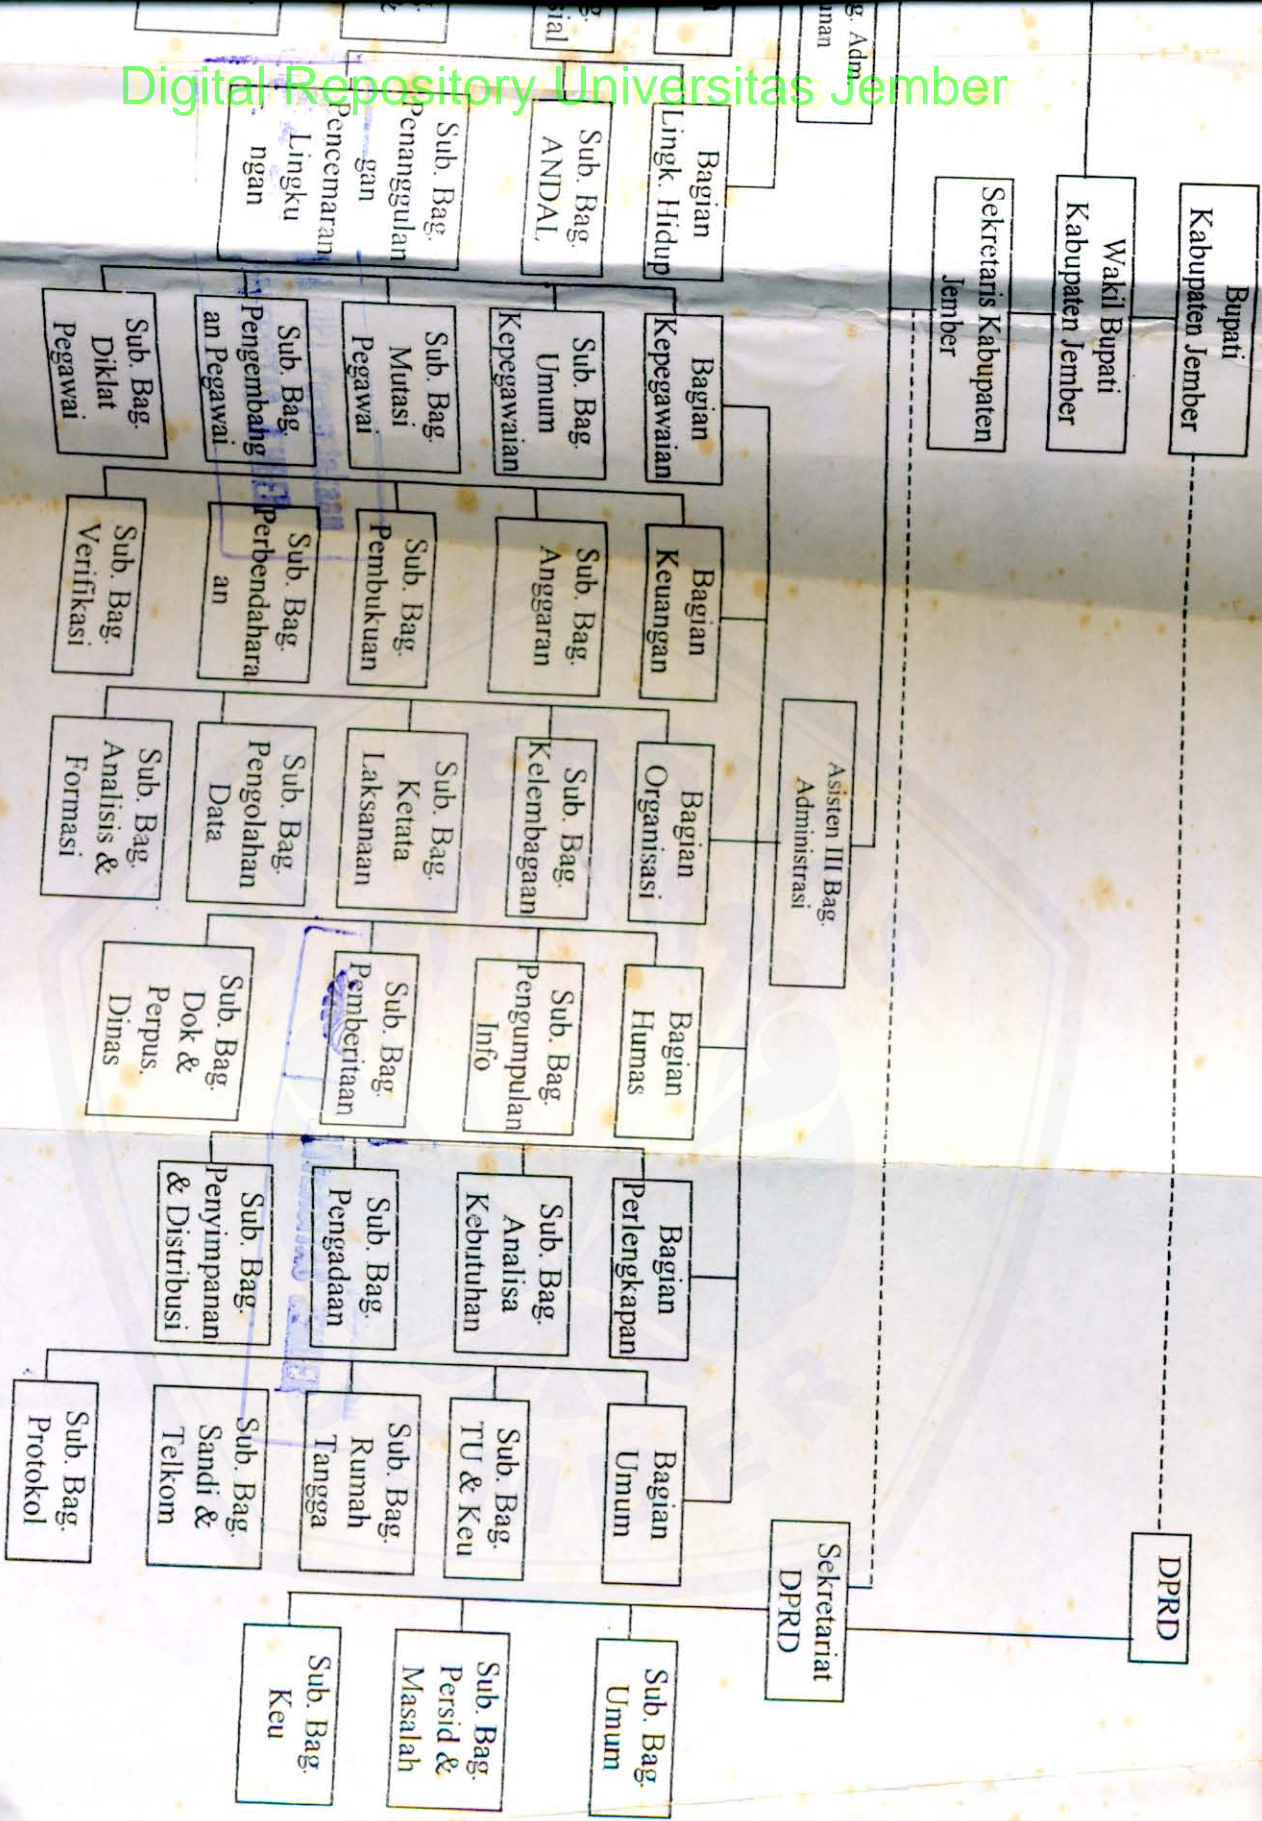 Digital Repository Universitas Jember
Bupati
Kabupaten Jember
DPRD
Wakil Bupati
Kabupaten Jember
Sekretaris Kabupaten
Jember
g. Adm
unan
Asisten III Bag.
Administrasi
Sekretariat
DPRD
Bagian
Lingk. Hidup
Bagian
Kepegawaian
Bagian
Keuangan
Bagian
Organisasi
Bagian
Humas
Bagian
Perlengkapan
Bagian
Umum
Sub. Bag.
Umum
g.
sial
Sub. Bag.
ANDAL
Sub. Bag.
Umum
Kepegawaian
Sub. Bag.
Anggaran
Sub. Bag.
Kelembagaan
Sub. Bag.
Pengumpulan
Info
Sub. Bag.
Analisa
Kebutuhan
Sub. Bag.
TU & Keu
Sub. Bag.
Persid &
Masalah
Sub. Bag.
Penanggulan
gan
Pencemaran
Lingku
ngan
Sub. Bag.
Mutasi
Pegawai
Sub. Bag.
Pembukuan
Sub. Bag.
Ketata
Laksanaan
Sub. Bag.
Pemberitaan
Sub. Bag.
Pengadaan
Sub. Bag.
Rumah
Tangga
Sub. Bag.
Keu
Sub. Bag.
Pengembang
an Pegawai
Sub. Bag.
Perbendahara
an
Sub. Bag.
Pengolahan
Data
Sub. Bag.
Dok &
Perpus.
Dinas
Sub. Bag.
Penyimpanan
& Distribusi
Sub. Bag.
Sandi &
Telkom
Sub. Bag.
Diklat
Pegawai
Sub. Bag.
Verifikasi
Sub. Bag.
Analisis &
Formasi
Sub. Bag.
Protokol